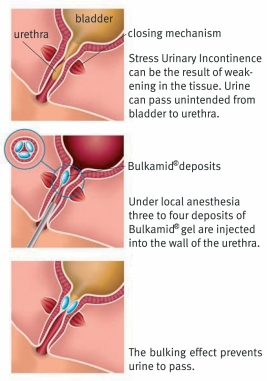 bladder
urethra
closing mechanism
Stress Urinary Incontinence
can be the result of weak-
ening in the tissue. Urine
can pass unintended from
bladder to urethra.
Bulkamid® deposits
Under local anesthesia
three to four deposits of
Bulkamid® gel are injected
into the wall of the urethra.
The bulking effect prevents
urine to pass.